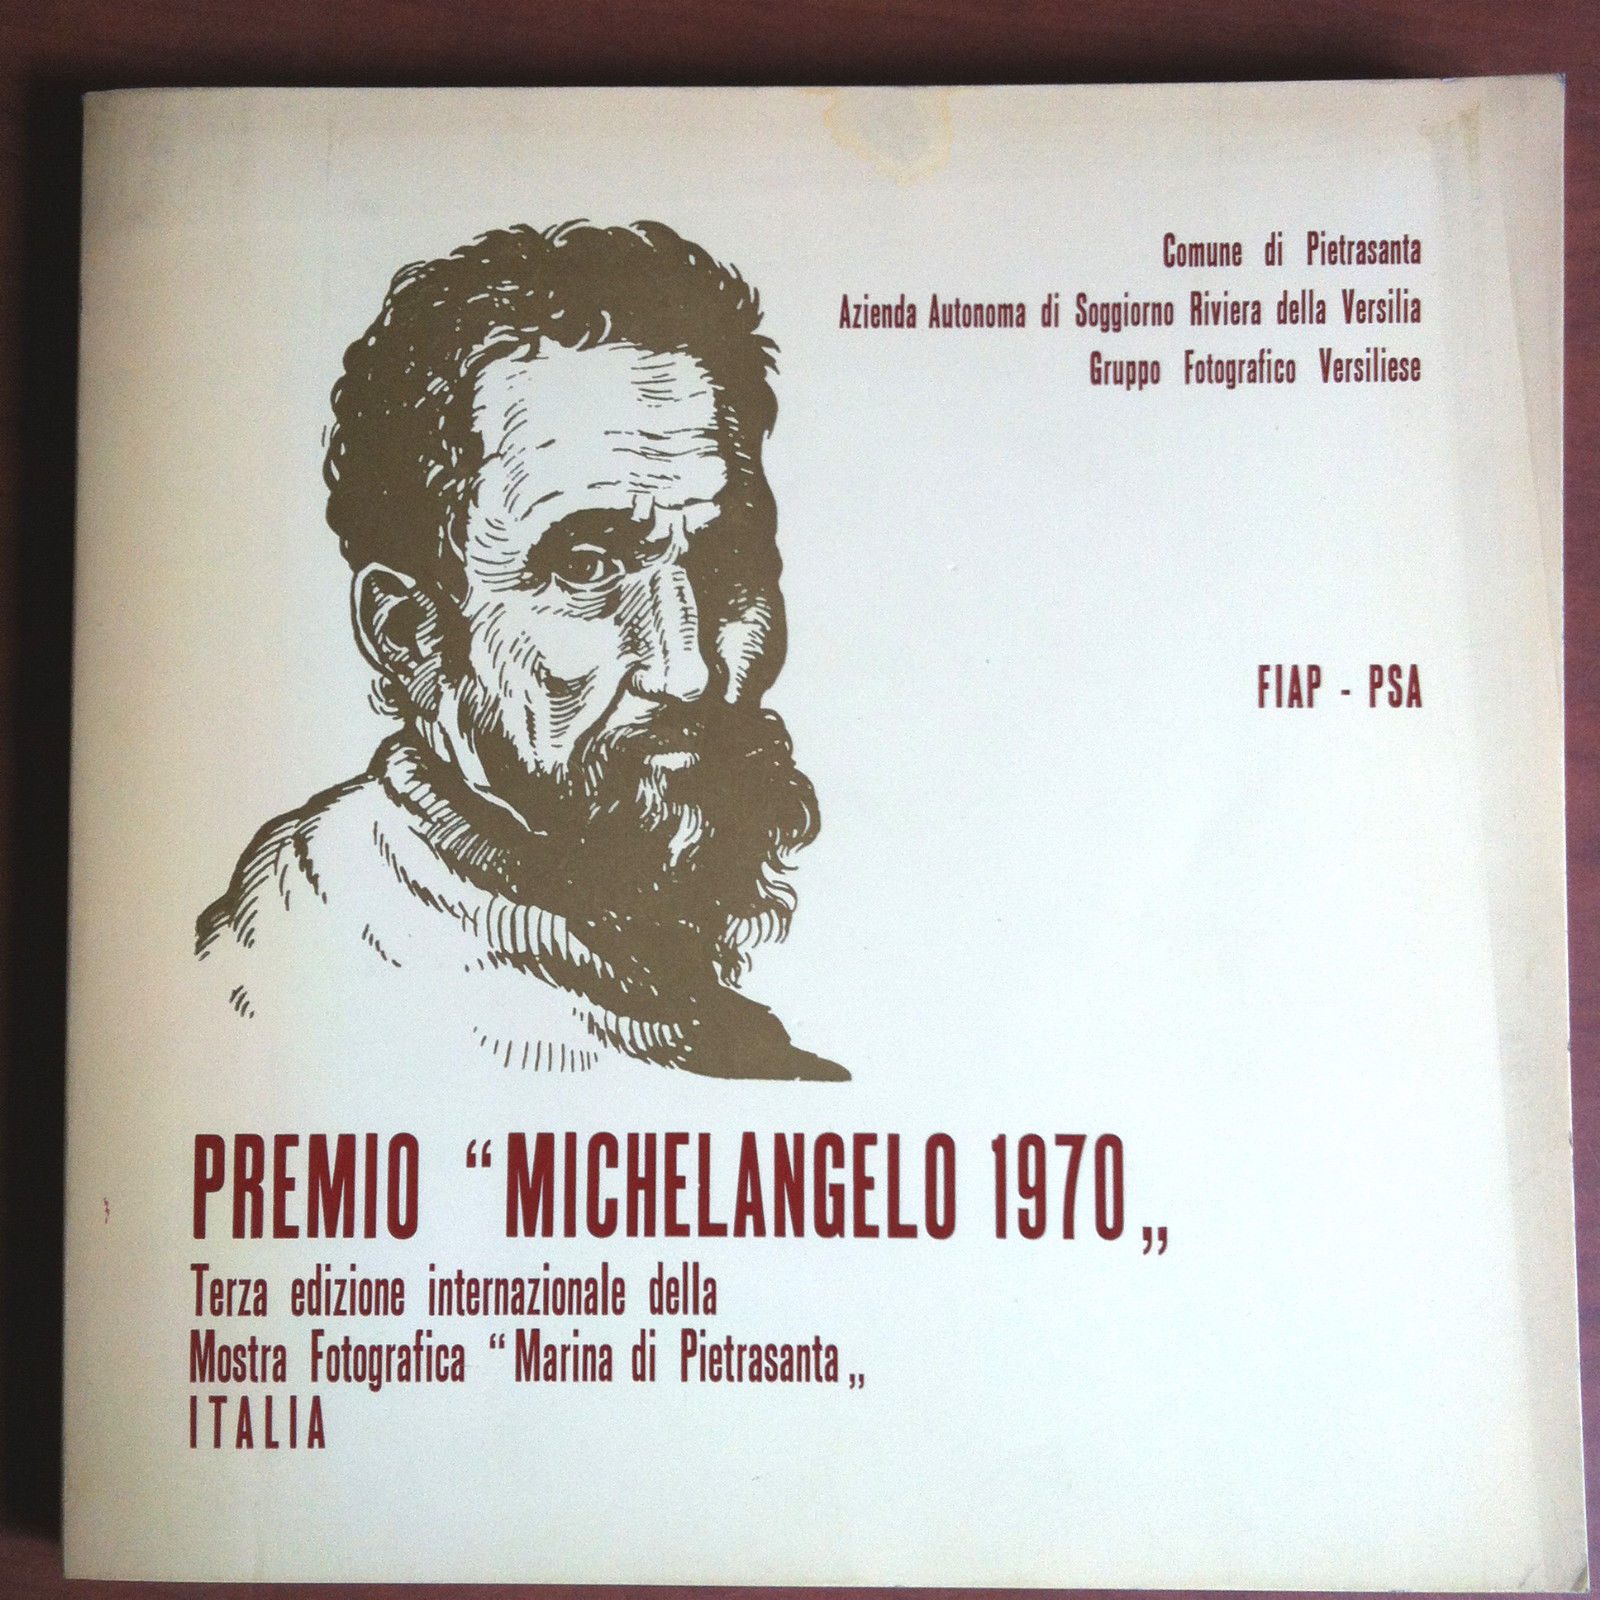 Comune di Pietrasanta
Azienda Autonoma di Soggiorno Riviera della Versilia
Gruppo Fotografico Versiliese
FIAP - PSA
PREMIO “MICHELANGELO 1970„
Terza edizione internazionale della
Mostra Fotografica “Marina di Pietrasanta„
ITALIA